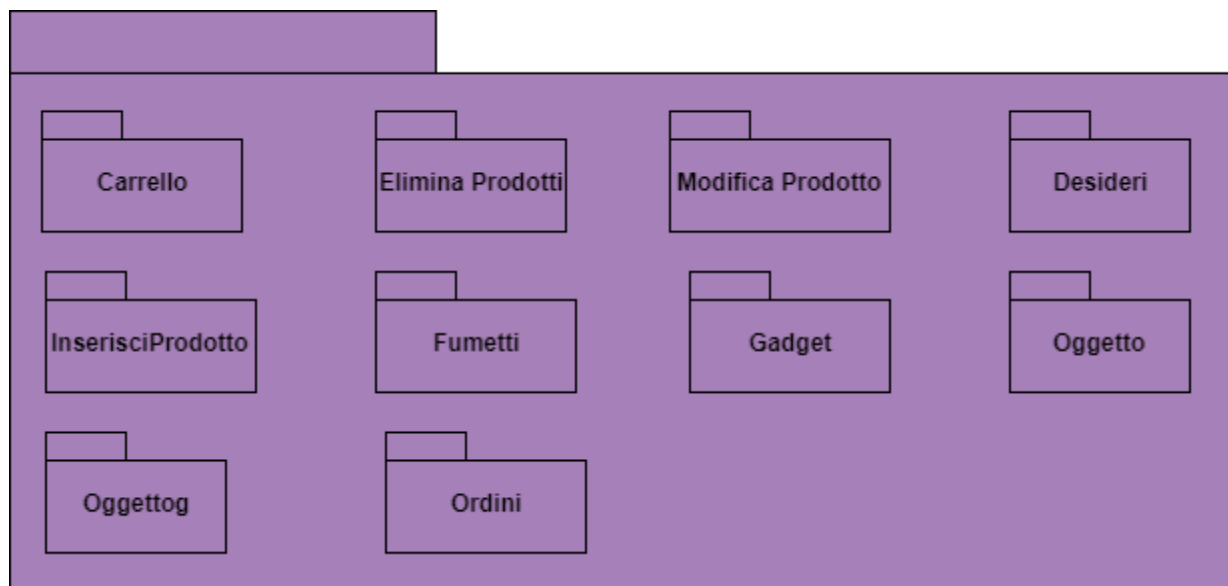 Carrello
Elimina Prodotti
Modifica Prodotto
Desideri
InserisciProdotto
Fumetti
Gadget
Oggetto
Oggettog
Ordini